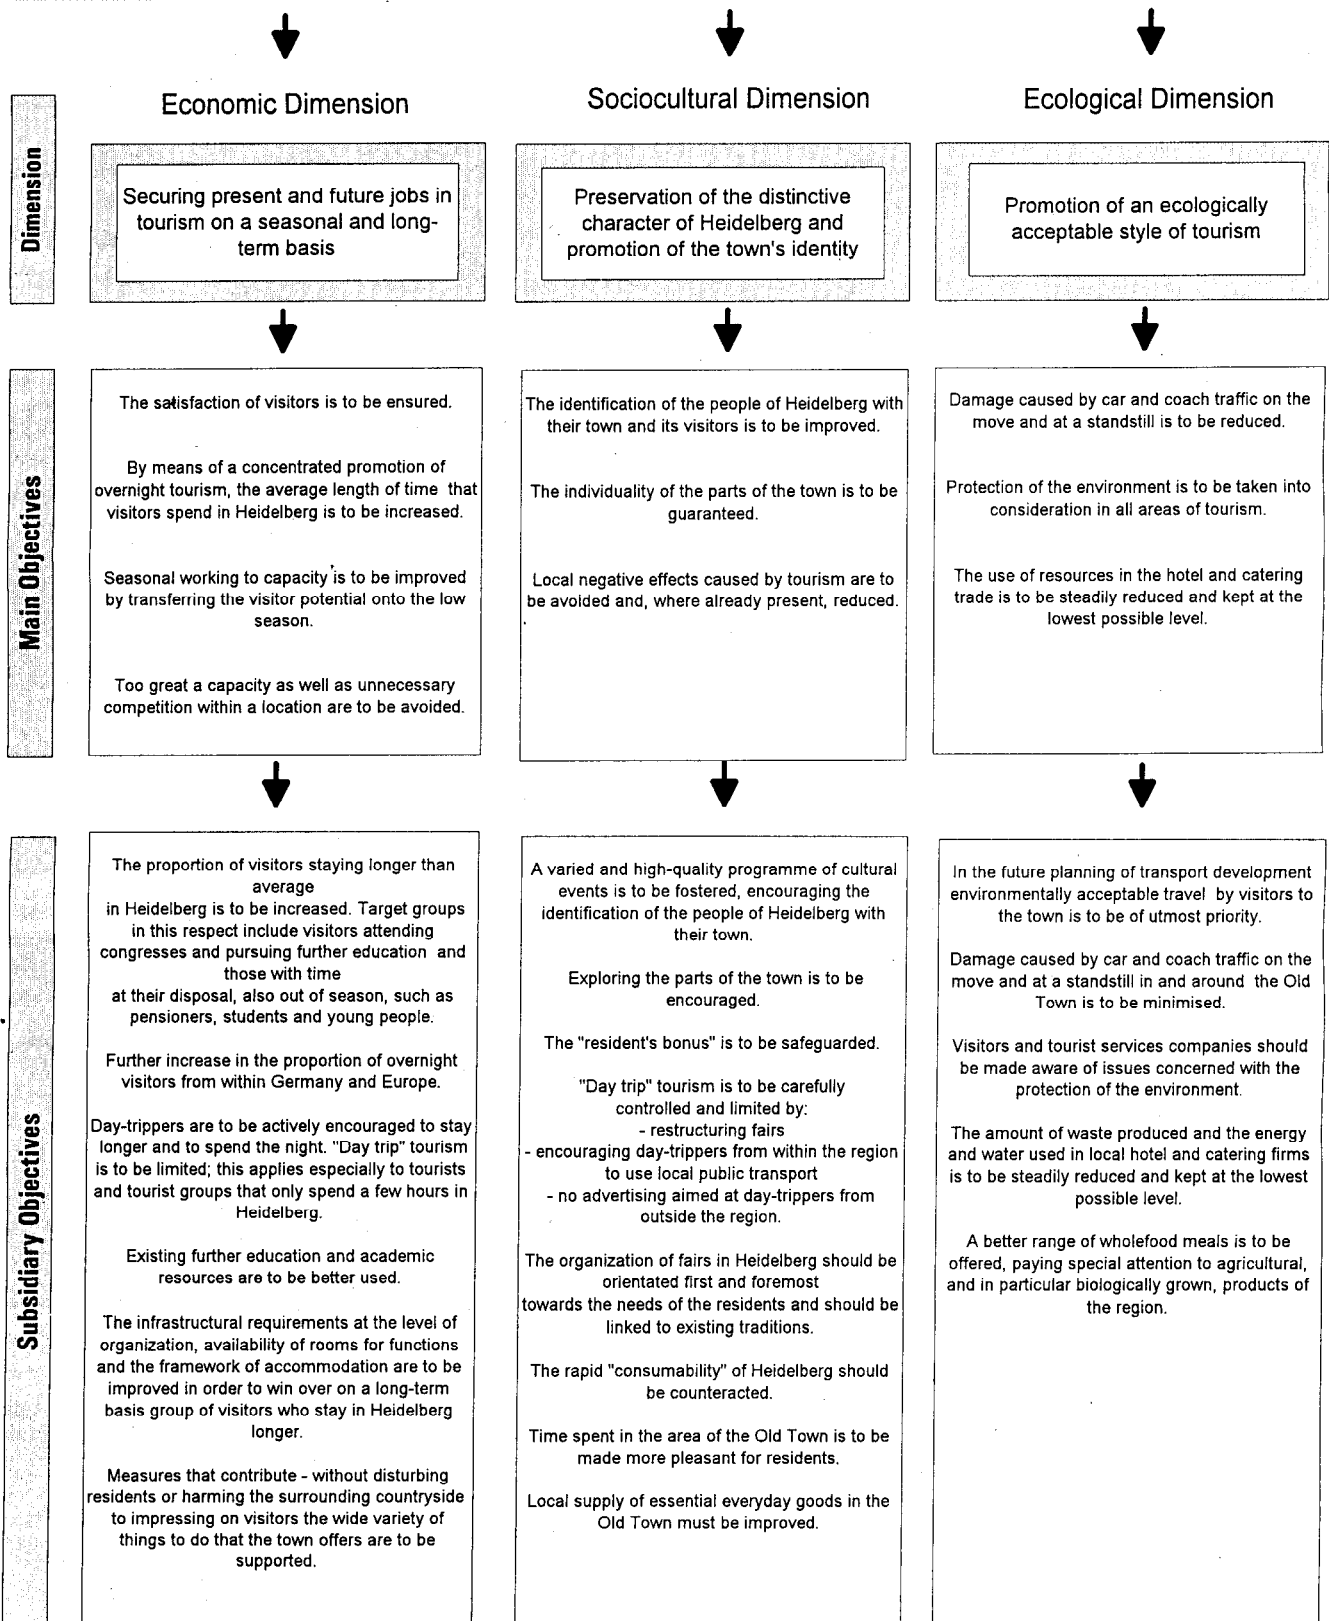 Economic Dimension
Sociocultural Dimension
Ecological Dimension
Dimension
Securing present and future jobs in
tourism on a seasonal and long-
term basis
Preservation of the distinctive
character of Heidelberg and
promotion of the town's identity
Promotion of an ecologically
acceptable style of tourism
Main Objectives
The satisfaction of visitors is to be ensured.
By means of a concentrated promotion of
overnight tourism, the average length of time that
visitors spend in Heidelberg is to be increased.
Seasonal working to capacity is to be improved
by transferring the visitor potential onto the low
season.
Too great a capacity as well as unnecessary
competition within a location are to be avoided.
The identification of the people of Heidelberg with
their town and its visitors is to be improved.
The individuality of the parts of the town is to be
guaranteed.
Local negative effects caused by tourism are to
be avoided and, where already present, reduced.
Damage caused by car and coach traffic on the
move and at a standstill is to be reduced.
Protection of the environment is to be taken into
consideration in all areas of tourism.
The use of resources in the hotel and catering
trade is to be steadily reduced and kept at the
lowest possible level.
Subsidiary Objectives
The proportion of visitors staying longer than
average
in Heidelberg is to be increased. Target groups
in this respect include visitors attending
congresses and pursuing further education and
those with time
at their disposal, also out of season, such as
pensioners, students and young people.
Further increase in the proportion of overnight
visitors from within Germany and Europe.
Day-trippers are to be actively encouraged to stay
longer and to spend the night. "Day trip" tourism
is to be limited; this applies especially to tourists
and tourist groups that only spend a few hours in
Heidelberg.
Existing further education and academic
resources are to be better used.
The infrastructural requirements at the level of
organization, availability of rooms for functions
and the framework of accommodation are to be
improved in order to win over on a long-term
basis group of visitors who stay in Heidelberg
longer.
Measures that contribute - without disturbing
residents or harming the surrounding countryside
to impressing on visitors the wide variety of
things to do that the town offers are to be
supported.
A varied and high-quality programme of cultural
events is to be fostered, encouraging the
identification of the people of Heidelberg with
their town.
Exploring the parts of the town is to be
encouraged.
The "resident's bonus" is to be safeguarded.
"Day trip" tourism is to be carefully
controlled and limited by:
- restructuring fairs
- encouraging day-trippers from within the region
to use local public transport
- no advertising aimed at day-trippers from
outside the region.
The organization of fairs in Heidelberg should be
orientated first and foremost
towards the needs of the residents and should be
linked to existing traditions.
The rapid "consumability" of Heidelberg should
be counteracted.
Time spent in the area of the Old Town is to be
made more pleasant for residents.
Local supply of essential everyday goods in the
Old Town must be improved.
In the future planning of transport development
environmentally acceptable travel by visitors to
the town is to be of utmost priority.
Damage caused by car and coach traffic on the
move and at a standstill in and around the Old
Town is to be minimised.
Visitors and tourist services companies should
be made aware of issues concerned with the
protection of the environment.
The amount of waste produced and the energy
and water used in local hotel and catering firms
is to be steadily reduced and kept at the lowest
possible level.
A better range of wholefood meals is to be
offered, paying special attention to agricultural,
and in particular biologically grown, products of
the region.